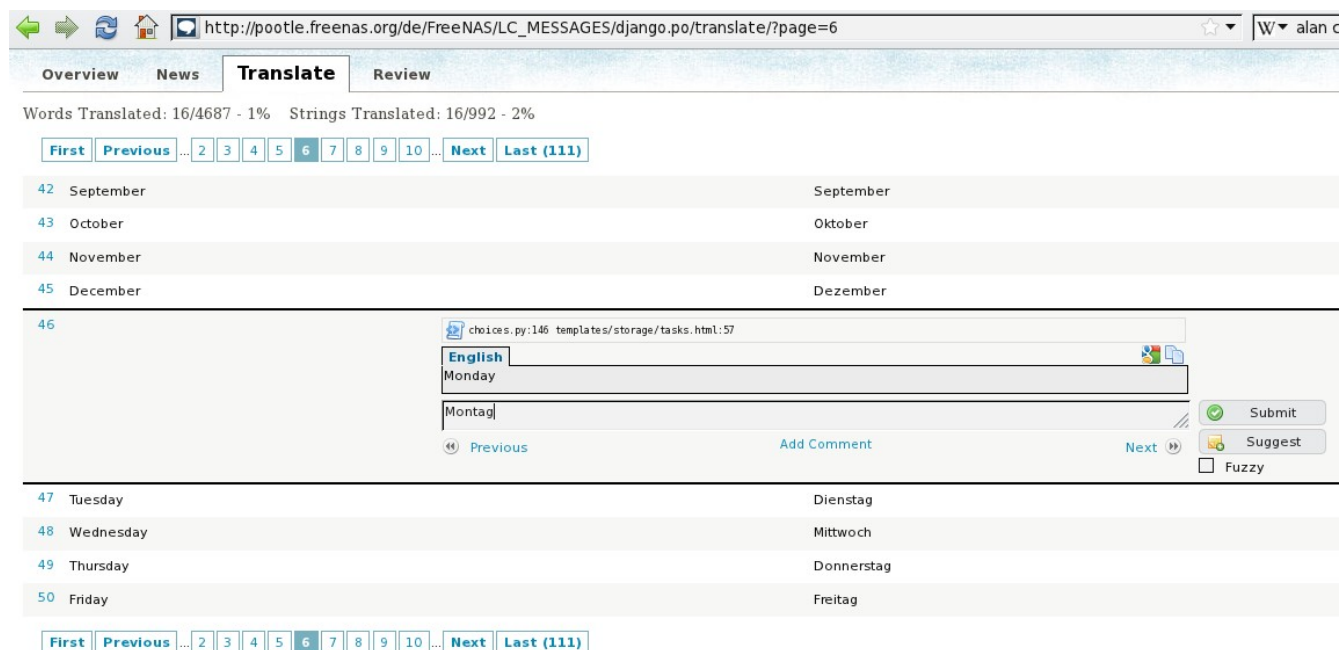 http://pootle.freenas.org/de/FreeNAS/LC_MESSAGES/django.po/translate/?page=6 W alan
Overview News Translate Review
Words Translated: 16/4687 - 1% Strings Translated: 16/992 - 2%
First Previous ... 2 3 4 5 6 7 8 9 10 ... Next Last (111)
42 September September
43 October Oktober
44 November November
45 December Dezember
46
choices.py:146 templates/storage/tasks.html:57
English
Monday
Montag Submit
Previous Add Comment Next Suggest
Fuzzy
47 Tuesday Dienstag
48 Wednesday Mittwoch
49 Thursday Donnerstag
50 Friday Freitag
First Previous ... 2 3 4 5 6 7 8 9 10 ... Next Last (111)